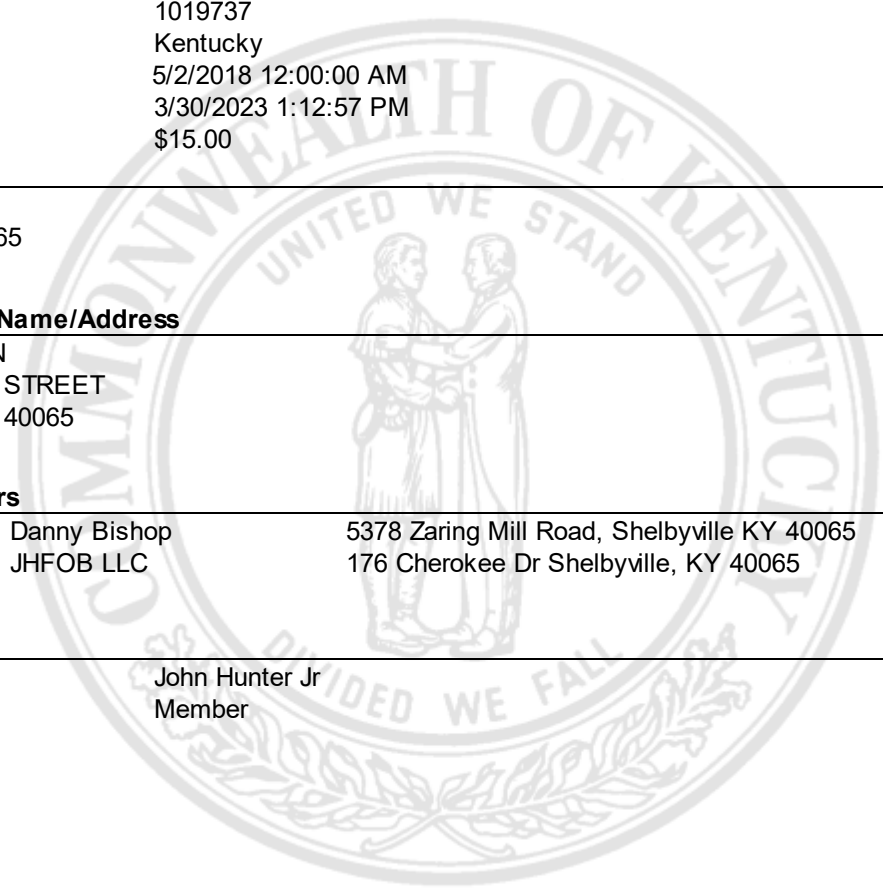 1019737
Kentucky
5/2/2018 12:00:00 AM
3/30/2023 1:12:57 PM
$15.00
65
Name/Address
N
STREET
40065
rs
Danny Bishop 5378 Zaring Mill Road, Shelbyville KY 40065
JHFOB LLC 176 Cherokee Dr Shelbyville, KY 40065
John Hunter Jr
Member
COMMONWEALTH OF KENTUCKY
UNITED WE STAND
DIVIDED WE FALL